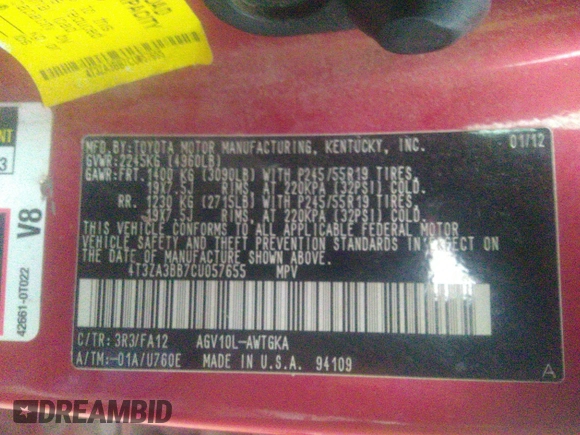 CAPACITY
4T3ZA3BB7CU057655
MFD.BY:TOYOTA MOTOR MANUFACTURING, KENTUCKY, INC. 01/12
GVWR:2245KG (4960LB)
GAWR:FRT. 1400 KG (3090LB) WITH P245/55R19 TIRES,
19X7.5J RIMS, AT 220KPA (32PSI) COLD.
RR. 1230 KG (2715LB) WITH P245/55R19 TIRES,
19X7.5J RIMS, AT 220KPA (32PSI) COLD.
THIS VEHICLE CONFORMS TO ALL APPLICABLE FEDERAL MOTOR
VEHICLE SAFETY AND THEFT PREVENTION STANDARDS IN EFFECT ON
THE DATE OF MANUFACTURE SHOWN ABOVE.
4T3ZA3BB7CU057655 MPV
C/TR: 3R3/FA12 AGV10L-AWTGKA
A/TM:-01A/U760E MADE IN U.S.A. 94109
A
V8
42661-0T022
DREAMBID